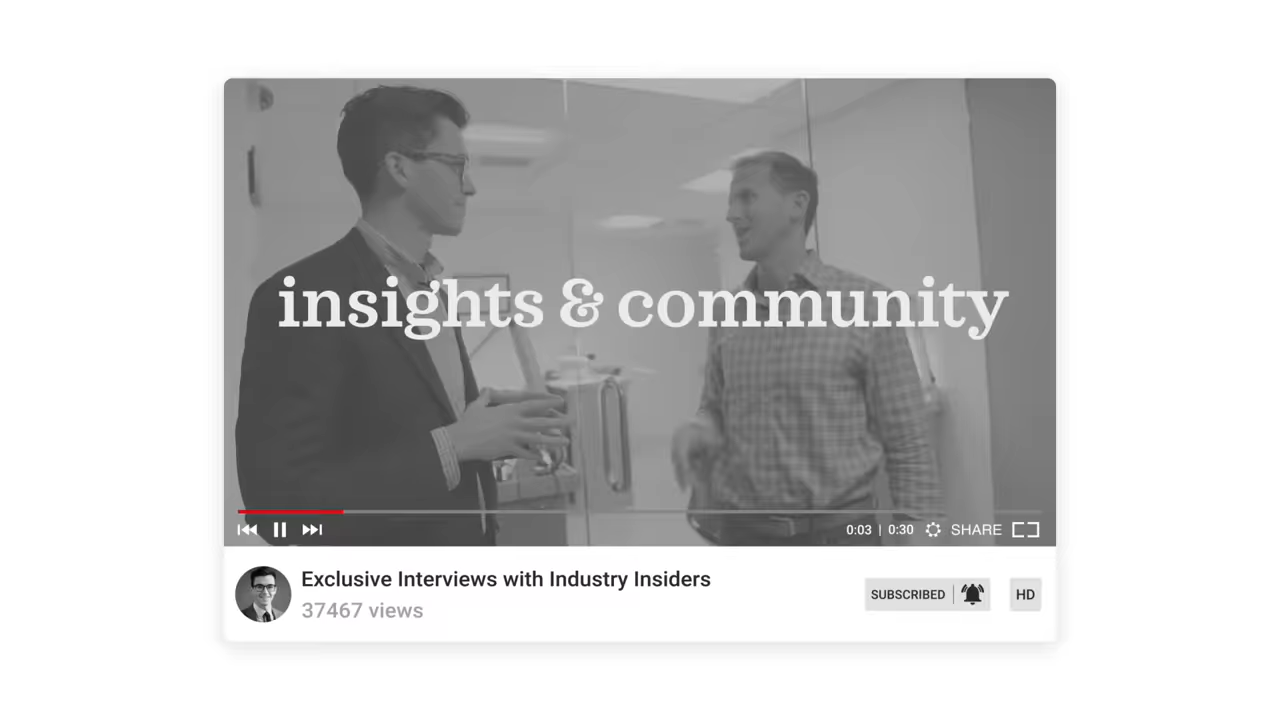 insights & community
0:03 | 0:30 SHARE
Exclusive Interviews with Industry Insiders
37467 views
SUBSCRIBED
HD